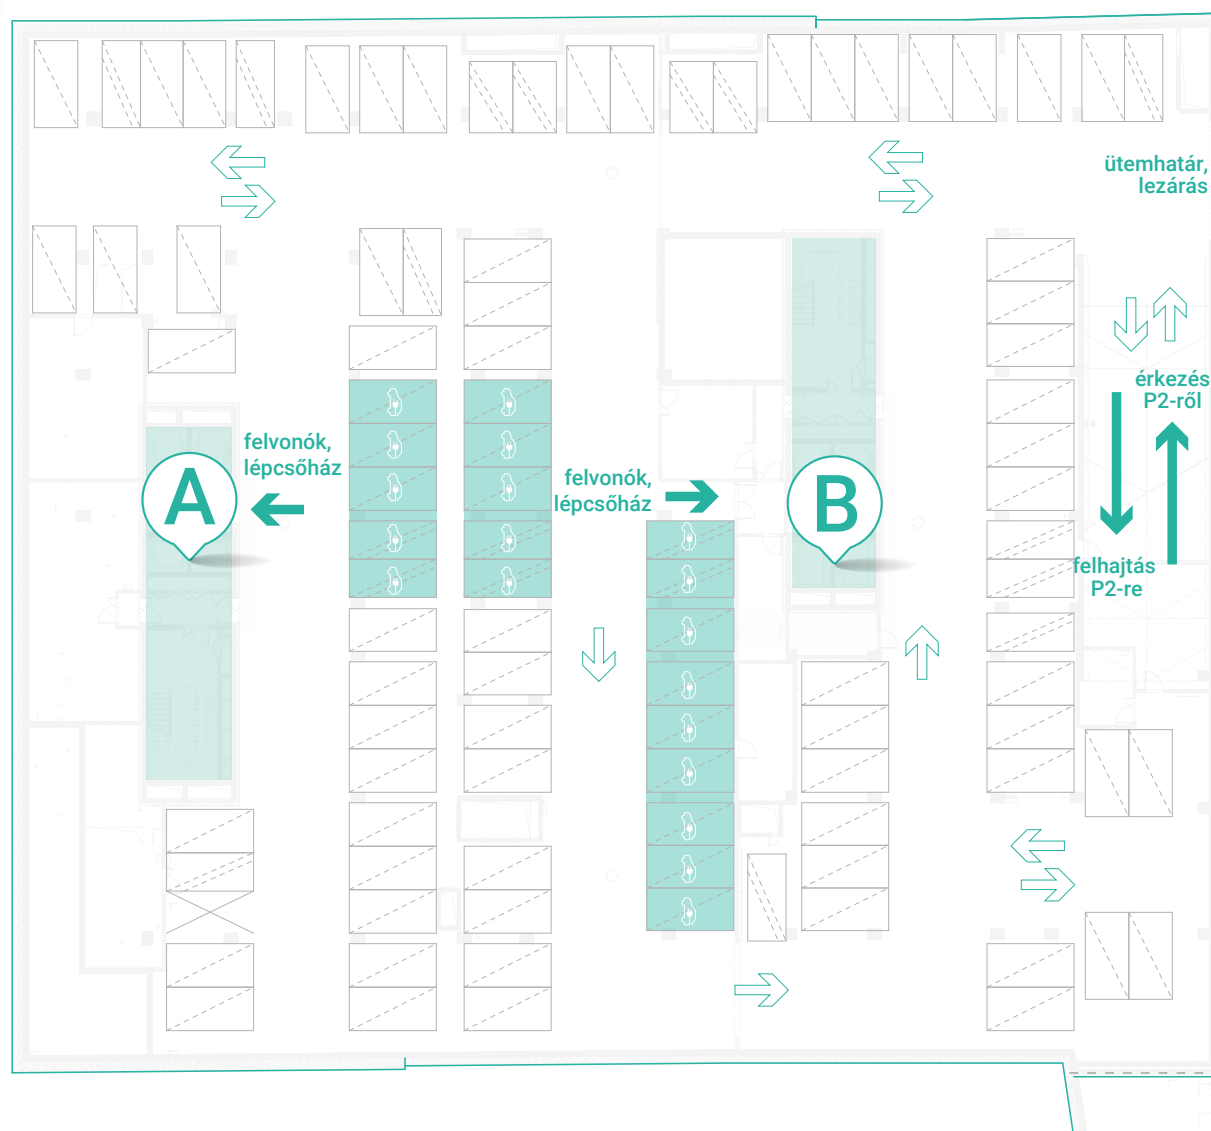 ütemhatár,
lezárás
érkezés
P2-ről
felvonók,
lépcsőház
A
felvonók,
lépcsőház
B
felhajtás
P2-re